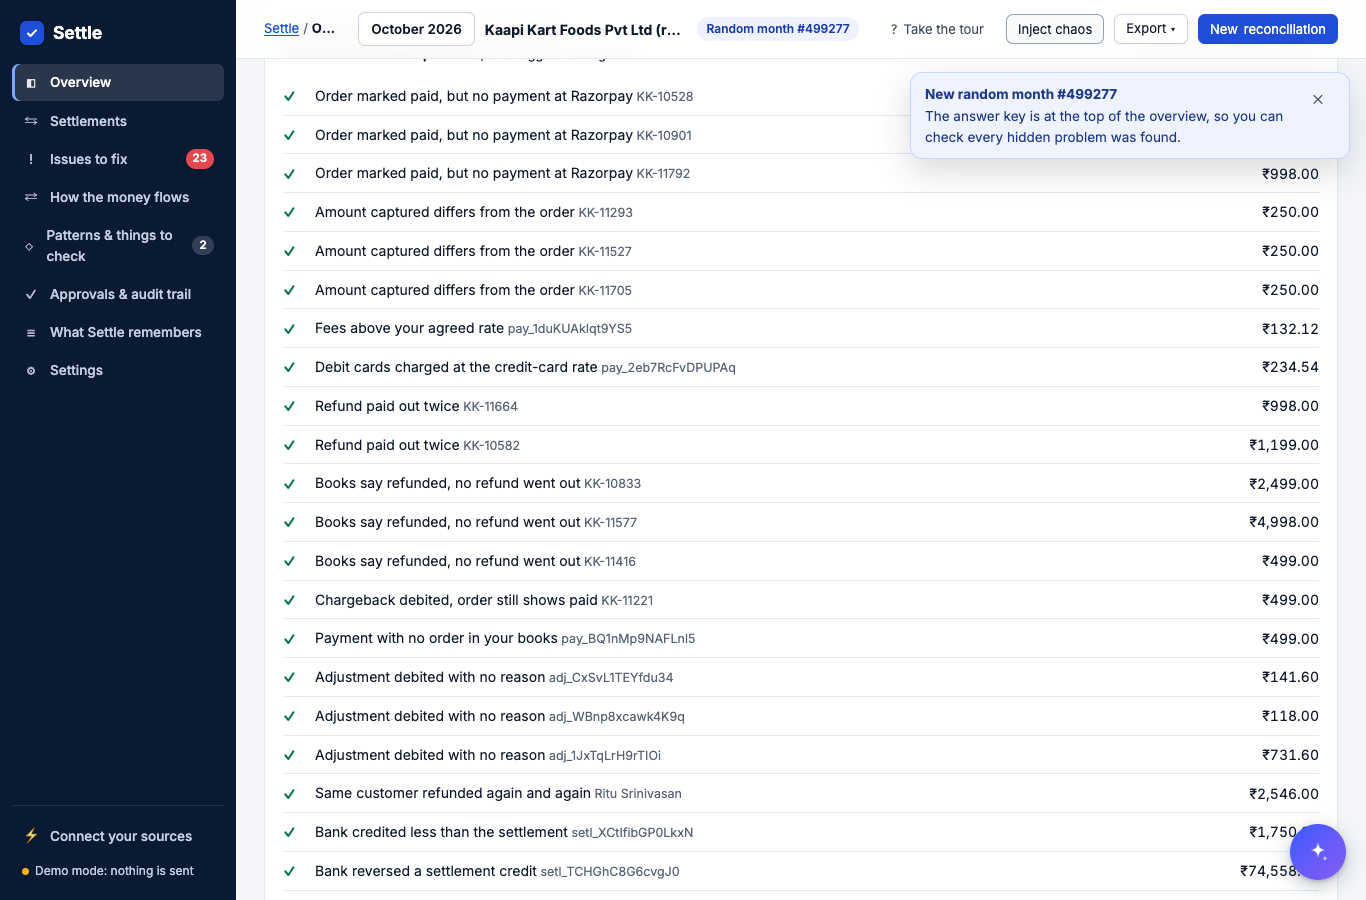 Settle
Overview
Settlements
! Issues to fix 23
How the money flows
Patterns & things to check 2
Approvals & audit trail
What Settle remembers
Settings
Connect your sources
Demo mode: nothing is sent
Settle / O...
October 2026
Kaapi Kart Foods Pvt Ltd (r...
Random month #499277
? Take the tour
Inject chaos
Export
New reconciliation
New random month #499277
The answer key is at the top of the overview, so you can
check every hidden problem was found.
Order marked paid, but no payment at Razorpay KK-10528
Order marked paid, but no payment at Razorpay KK-10901
Order marked paid, but no payment at Razorpay KK-11792 ₹998.00
Amount captured differs from the order KK-11293 ₹250.00
Amount captured differs from the order KK-11527 ₹250.00
Amount captured differs from the order KK-11705 ₹250.00
Fees above your agreed rate pay_1duKUAklqt9YS5 ₹132.12
Debit cards charged at the credit-card rate pay_2eb7RcFvDPUPAq ₹234.54
Refund paid out twice KK-11664 ₹998.00
Refund paid out twice KK-10582 ₹1,199.00
Books say refunded, no refund went out KK-10833 ₹2,499.00
Books say refunded, no refund went out KK-11577 ₹4,998.00
Books say refunded, no refund went out KK-11416 ₹499.00
Chargeback debited, order still shows paid KK-11221 ₹499.00
Payment with no order in your books pay_BQ1nMp9NAFLnl5 ₹499.00
Adjustment debited with no reason adj_CxSvL1TEYfdu34 ₹141.60
Adjustment debited with no reason adj_WBnp8xcawk4K9q ₹118.00
Adjustment debited with no reason adj_1JxTqLrH9rTIOi ₹731.60
Same customer refunded again and again Ritu Srinivasan ₹2,546.00
Bank credited less than the settlement setl_XCtlfibGP0LkxN ₹1,750.
Bank reversed a settlement credit setl_TCHGhC8G6cvgJ0 ₹74,558.